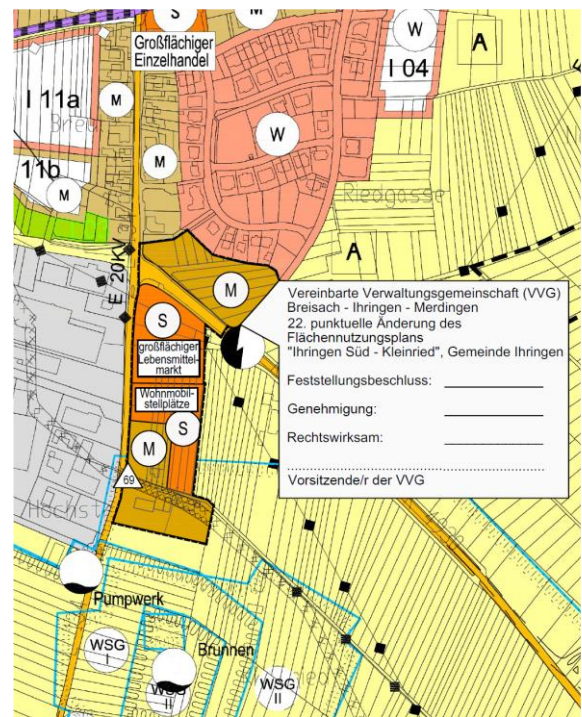 S
M
Großflächiger
Einzelhandel
W
I 04
A
I 11a
M
M
W
11b
M
Riedgasse
A
E 20KV
M
Vereinbarte Verwaltungsgemeinschaft (VVG)
Breisach - Ihringen - Merdingen
22. punktuelle Änderung des
Flächennutzungsplans
"Ihringen Süd - Kleinried", Gemeinde Ihringen
Feststellungsbeschluss:
Genehmigung:
Rechtswirksam:
Vorsitzende/r der VVG
S
großflächiger
Lebensmittel-
markt
Wohnmobil-
stellplätze
S
M
69
Pumpwerk
Brunnen
WSG
I
WSG
II
WSG
II